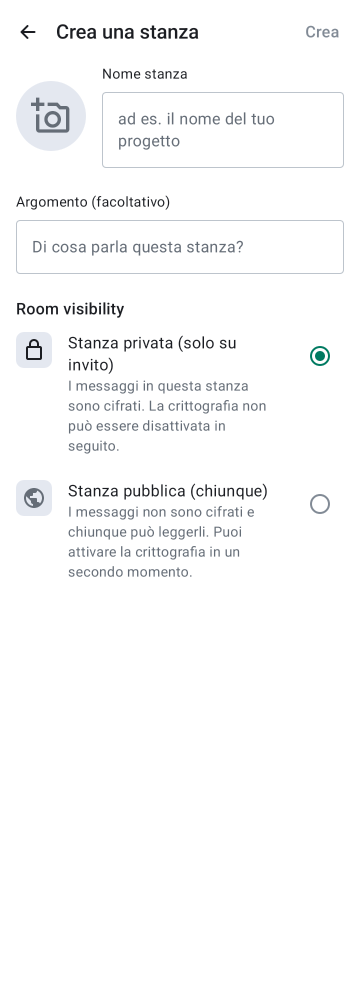 Crea una stanza
Crea
Nome stanza
ad es. il nome del tuo
progetto
Argomento (facoltativo)
Di cosa parla questa stanza?
Room visibility
Stanza privata (solo su
invito)
I messaggi in questa stanza
sono cifrati. La crittografia non
può essere disattivata in
seguito.
Stanza pubblica (chiunque)
I messaggi non sono cifrati e
chiunque può leggerli. Puoi
attivare la crittografia in un
secondo momento.